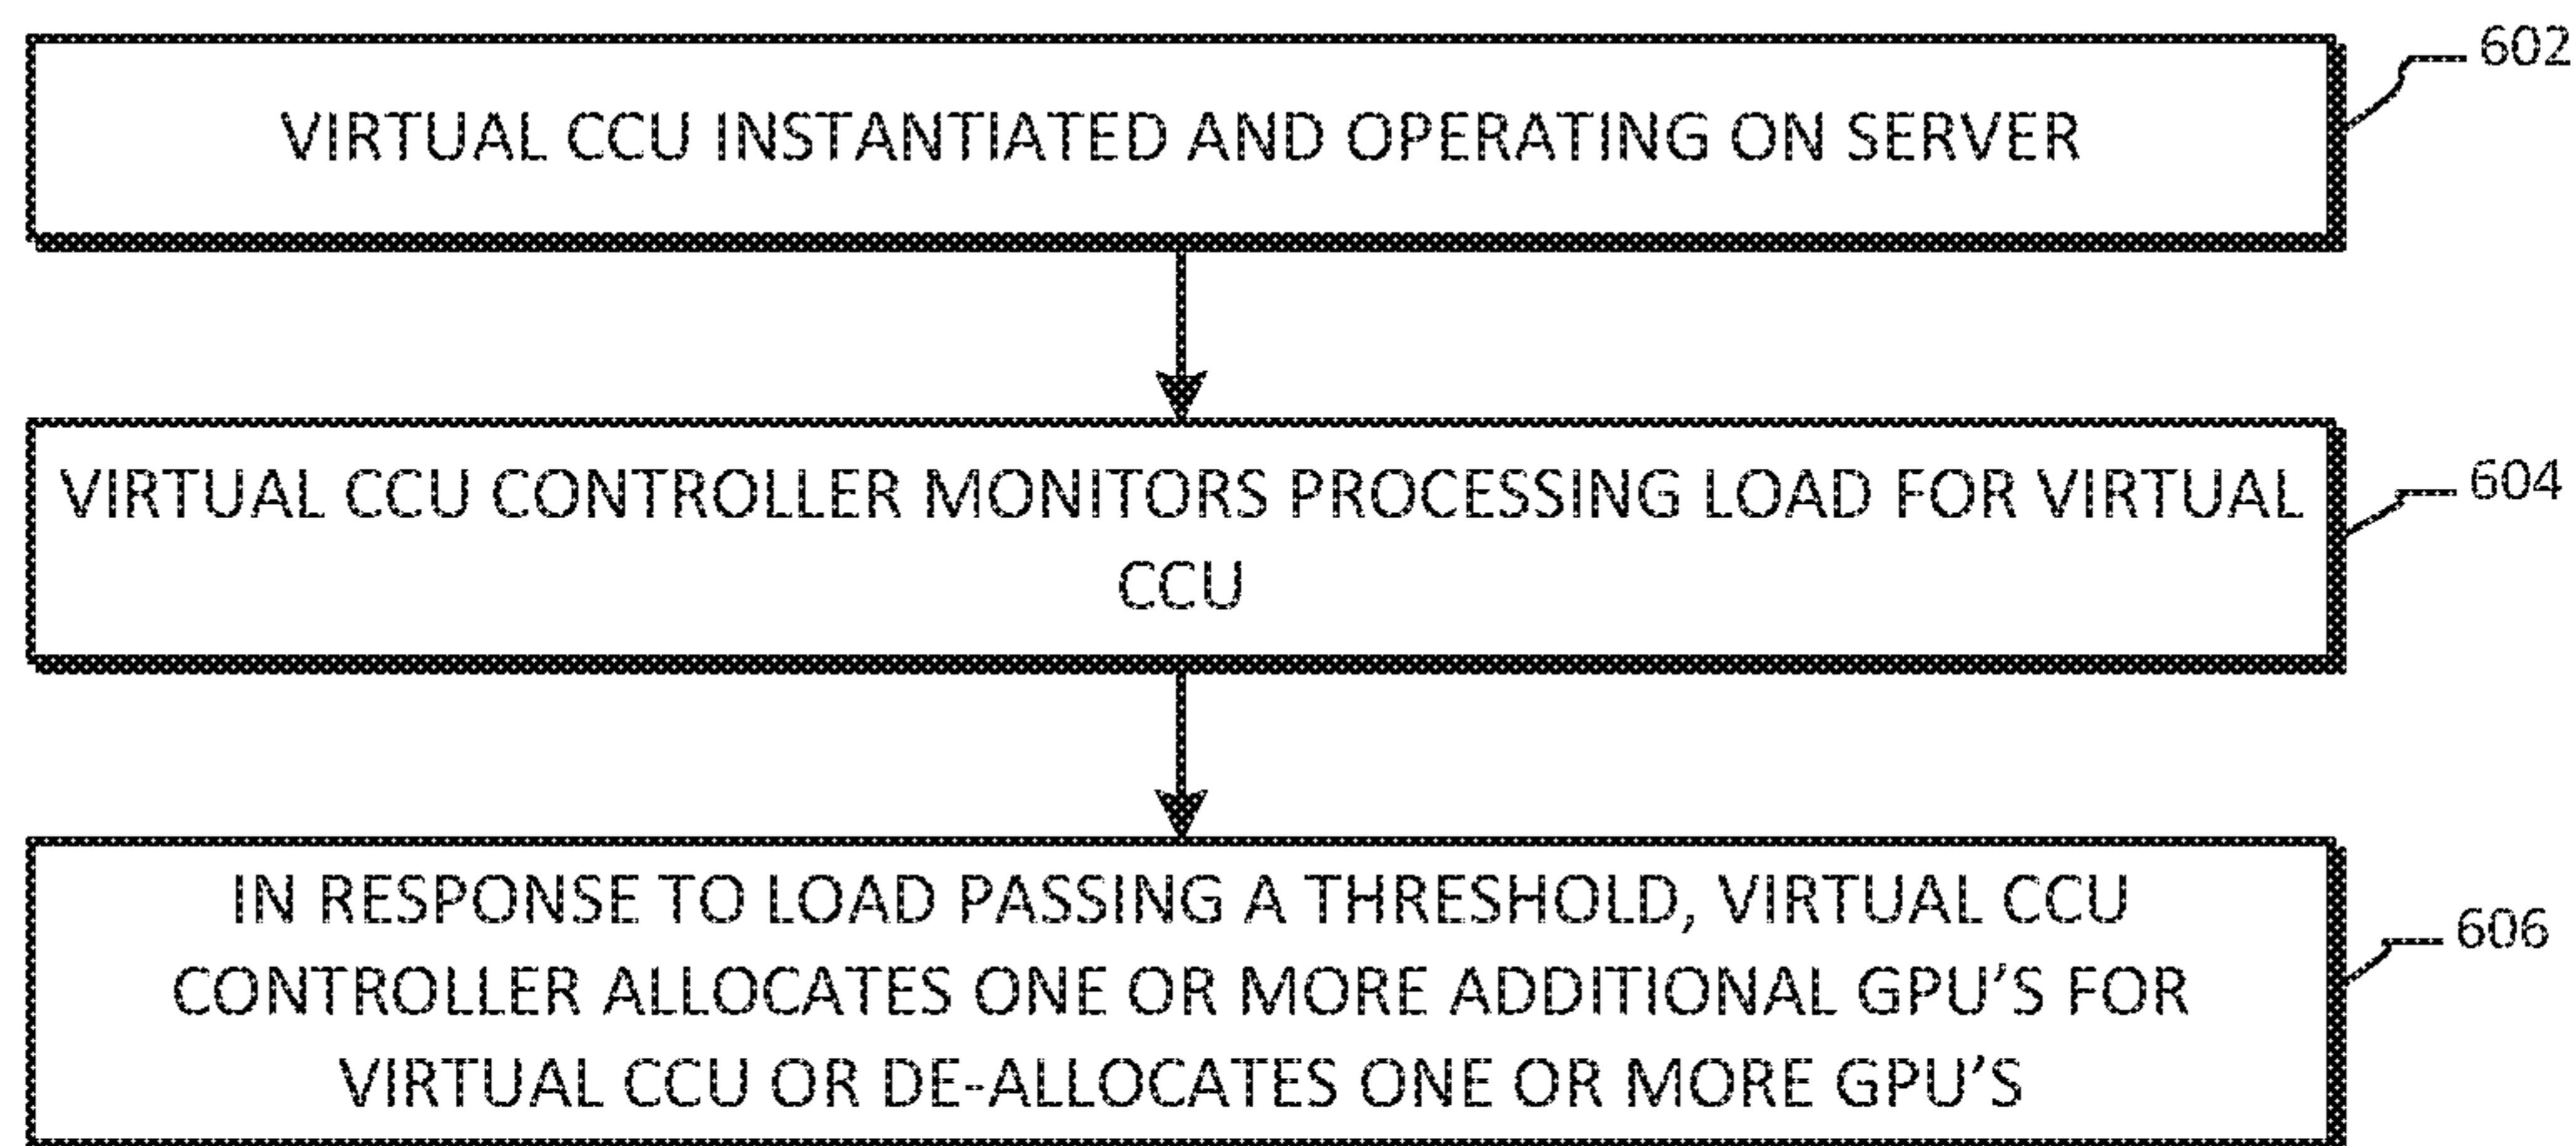 VIRTUAL CCU INSTANTIATED AND OPERATING ON SERVER
602
VIRTUAL CCU CONTROLLER MONITORS PROCESSING LOAD FOR VIRTUAL
CCU
604
IN RESPONSE TO LOAD PASSING A THRESHOLD, VIRTUAL CCU
CONTROLLER ALLOCATES ONE OR MORE ADDITIONAL GPU'S FOR
VIRTUAL CCU OR DE-ALLOCATES ONE OR MORE GPU'S
606